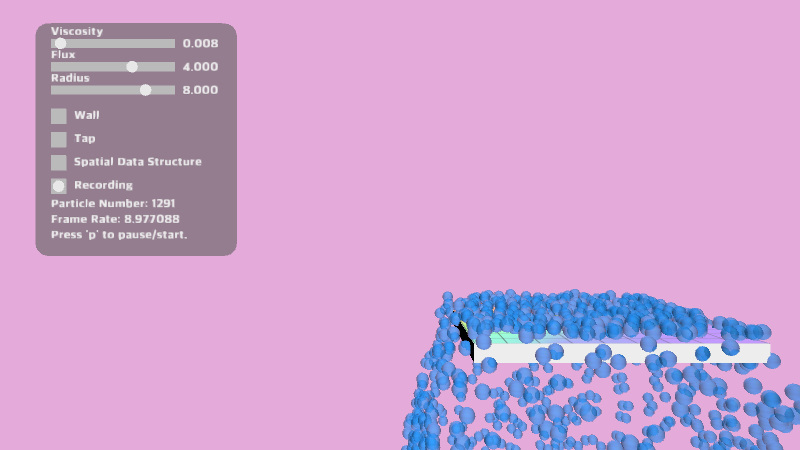 Viscosity
0.008
Flux
4.000
Radius
8.000
Wall
Tap
Spatial Data Structure
Recording
Particle Number: 1291
Frame Rate: 8.977088
Press 'p' to pause/start.